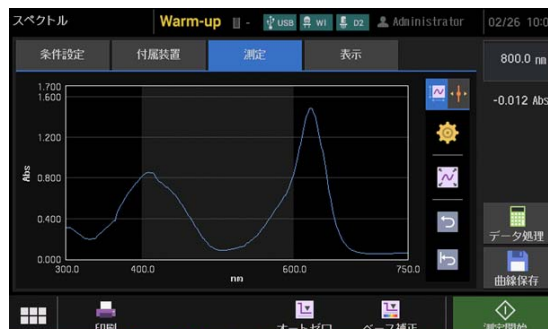 スペクトル Warm-up - USB WI D2 Administrator 02/26 10:0
条件設定 付属装置 測定 表示
800.0 nm
-0.012 Abs
1.700
1.600
1.200
Abs
0.800
0.400
0.000
300.0 400.0 600.0 750.0
nm
データ処理
曲線保存
印刷 オートゼロ ベース補正 測定開始